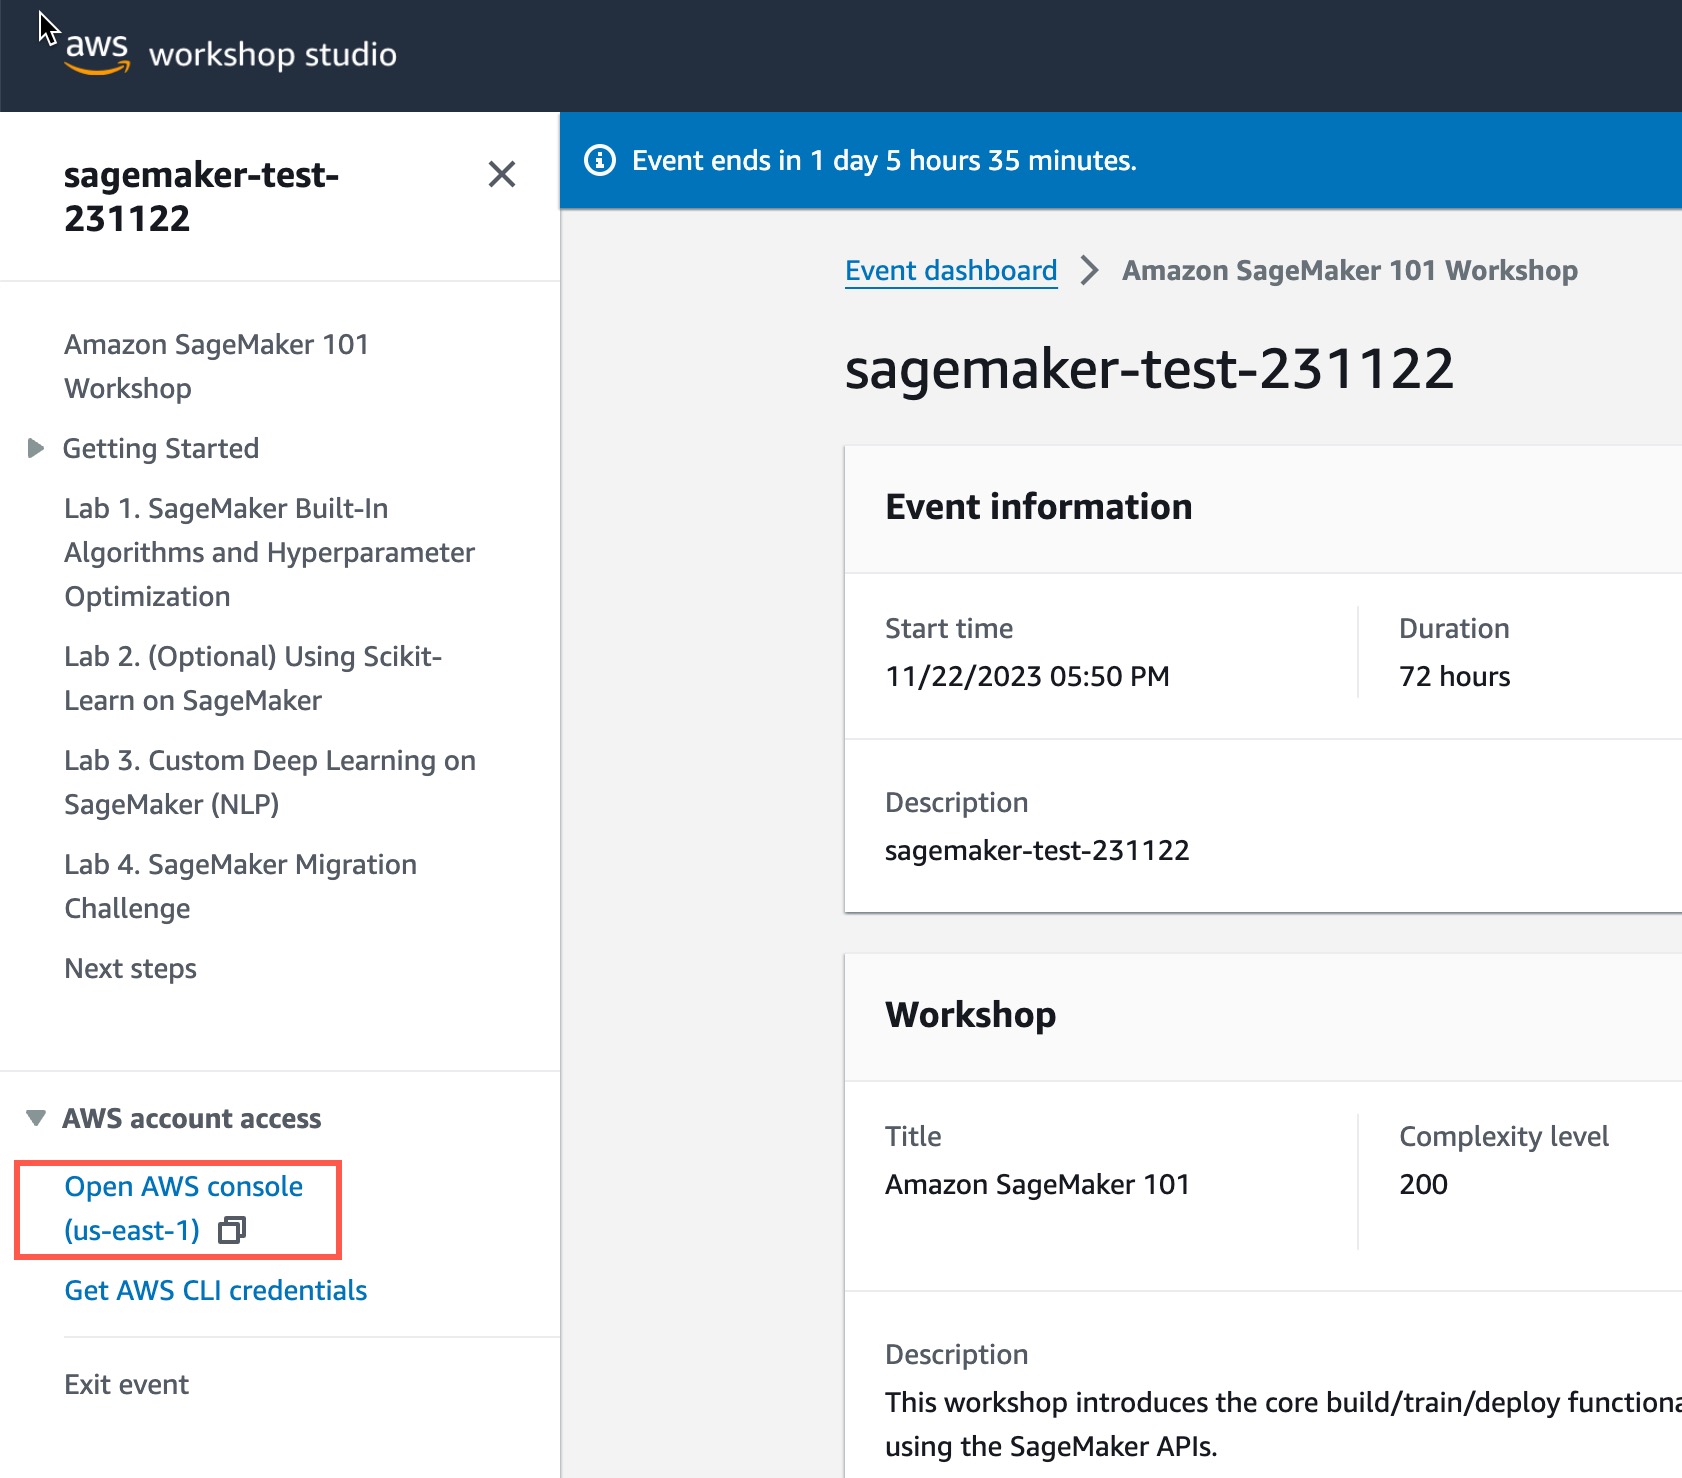 aws workshop studio
sagemaker-test-
231122
Amazon SageMaker 101
Workshop
Getting Started
Lab 1. SageMaker Built-In
Algorithms and Hyperparameter
Optimization
Lab 2. (Optional) Using Scikit-
Learn on SageMaker
Lab 3. Custom Deep Learning on
SageMaker (NLP)
Lab 4. SageMaker Migration
Challenge
Next steps
AWS account access
Open AWS console
(us-east-1)
Get AWS CLI credentials
Exit event
Event ends in 1 day 5 hours 35 minutes.
Event dashboard > Amazon SageMaker 101 Workshop
sagemaker-test-231122
Event information
Start time
11/22/2023 05:50 PM
Duration
72 hours
Description
sagemaker-test-231122
Workshop
Title
Amazon SageMaker 101
Complexity level
200
Description
This workshop introduces the core build/train/deploy
using the SageMaker APIs.